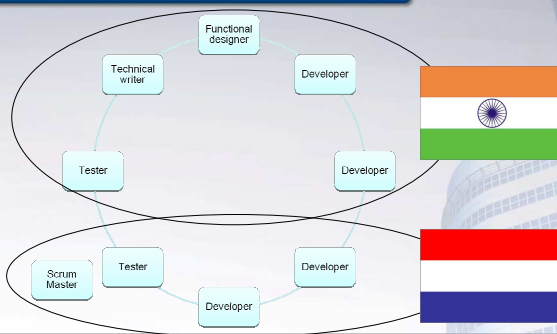 Functional
designer
Technical
writer
Developer
Tester
Developer
Tester
Developer
Scrum
Master
Developer